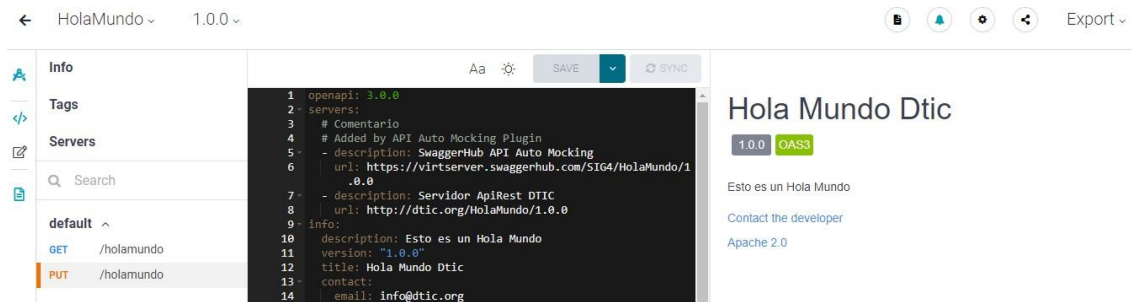 HolaMundo 1.0.0 Export
Info
Tags
Servers
Search
default
GET /holamundo
PUT /holamundo
Aa SAVE SYNC
1 openapi: 3.0.0
2 servers:
3 # Comentario
4 # Added by API Auto Mocking Plugin
5 - description: SwaggerHub API Auto Mocking
6 url: https://virtserver.swaggerhub.com/SIG4/HolaMundo/1
.0.0
7 - description: Servidor ApiRest DTIC
8 url: http://dtic.org/HolaMundo/1.0.0
9 info:
10 description: Esto es un Hola Mundo
11 version: "1.0.0"
12 title: Hola Mundo Dtic
13 contact:
14 email: info@dtic.org
Hola Mundo Dtic
1.0.0 OAS3
Esto es un Hola Mundo
Contact the developer
Apache 2.0